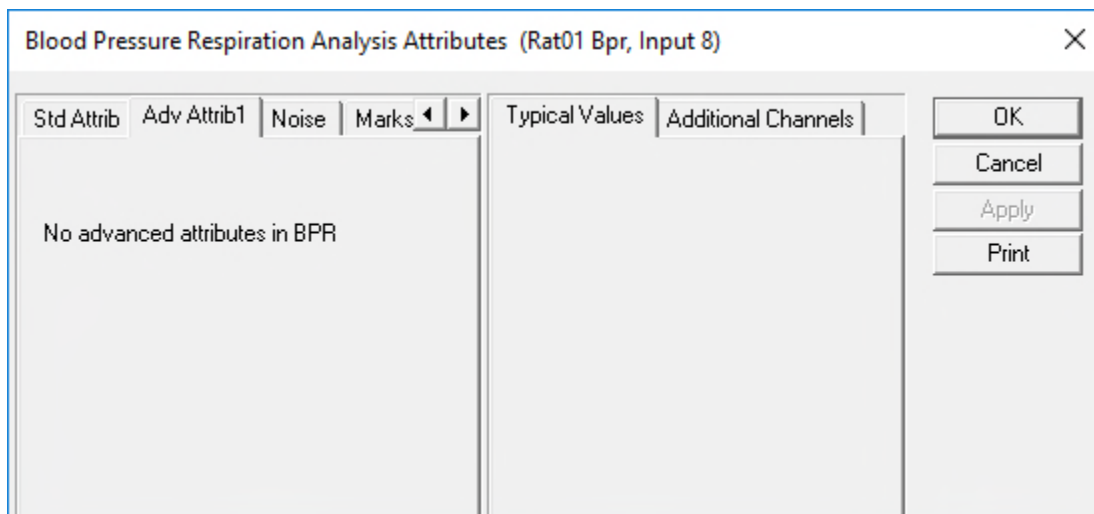 Blood Pressure Respiration Analysis Attributes (Rat01 Bpr, Input 8)
Std Attrib Adv Attrib1 Noise Marks
Typical Values Additional Channels
OK
Cancel
Apply
Print
No advanced attributes in BPR